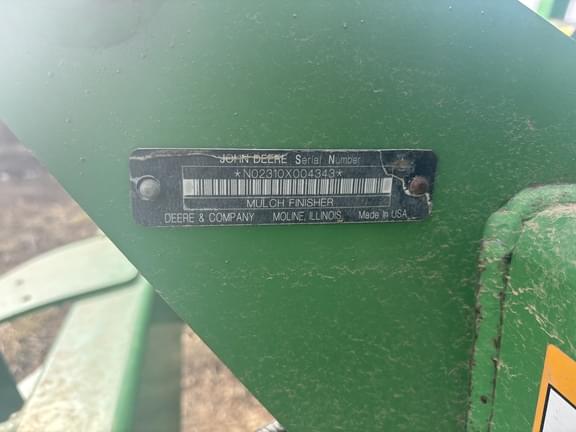 JOHN DEERE Serial Number
*N02310X004343*
MULCH FINISHER
DEERE & COMPANY MOLINE, ILLINOIS Made In USA